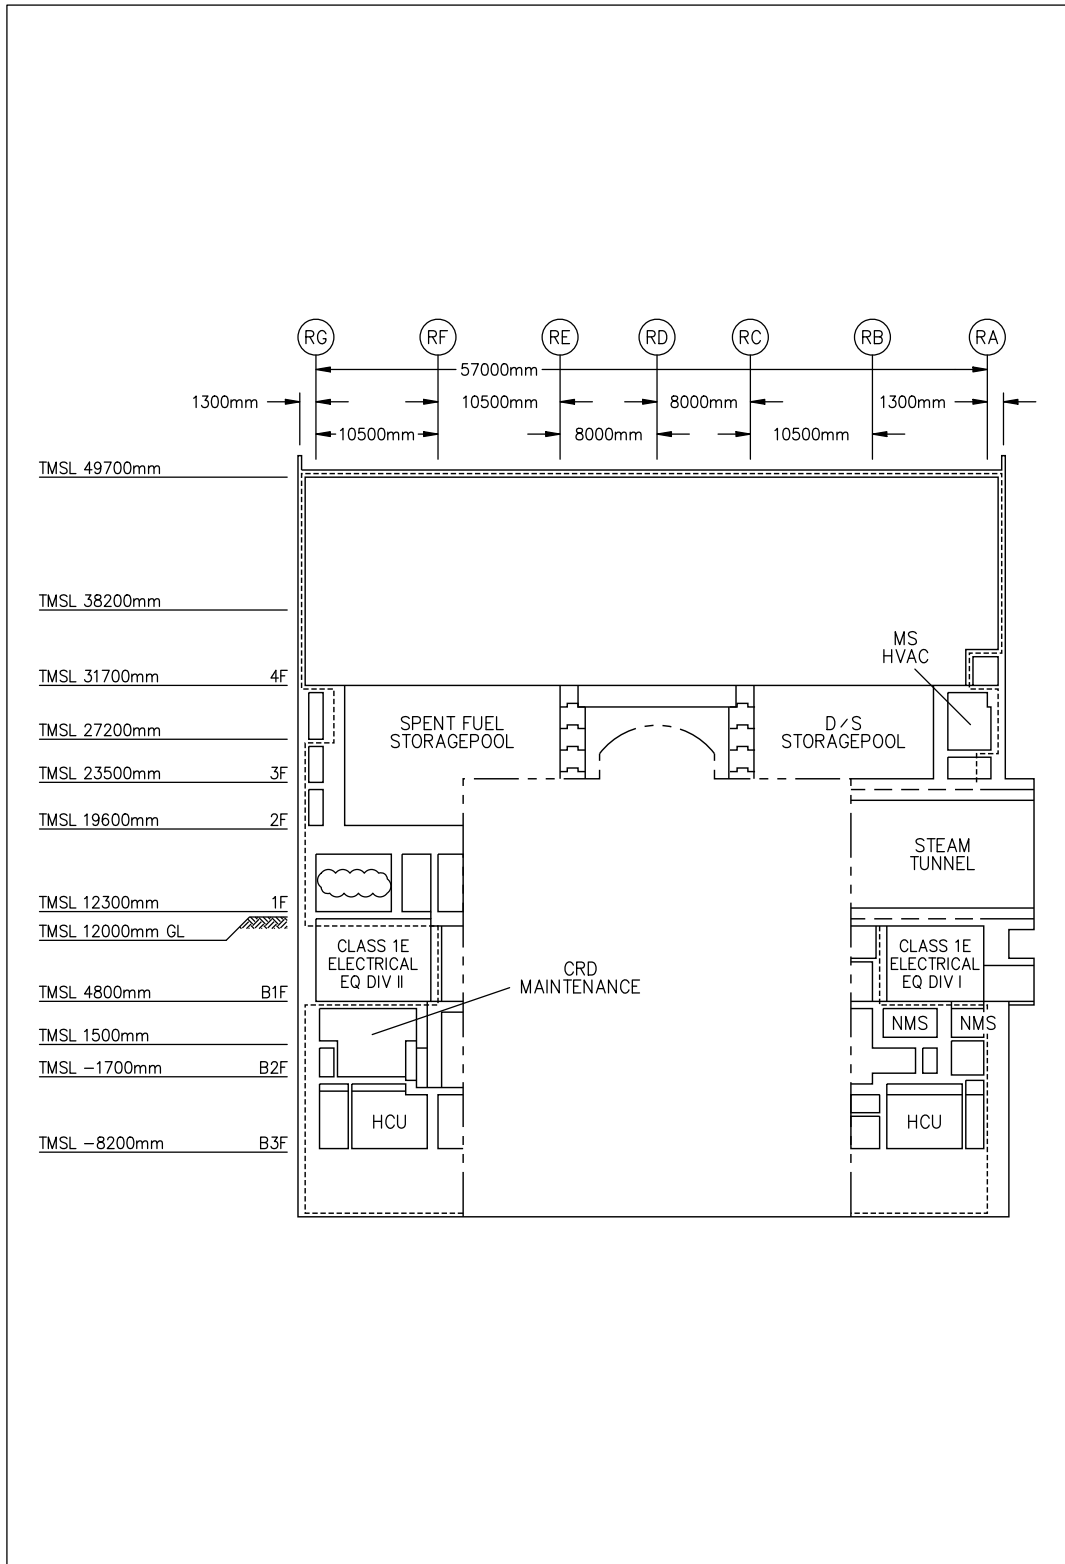 RG RF RE RD RC RB RA
57000mm
1300mm 10500mm 8000mm 1300mm
10500mm 8000mm 10500mm
TMSL 49700mm
TMSL 38200mm
MS
HVAC
TMSL 31700mm 4F
SPENT FUEL
STORAGEPOOL
D/S
STORAGEPOOL
TMSL 27200mm
TMSL 23500mm 3F
TMSL 19600mm 2F
STEAM
TUNNEL
TMSL 12300mm 1F
TMSL 12000mm GL
CLASS 1E
ELECTRICAL
EQ DIV II
CRD
MAINTENANCE
CLASS 1E
ELECTRICAL
EQ DIV I
TMSL 4800mm B1F
NMS NMS
TMSL 1500mm
TMSL -1700mm B2F
HCU HCU
TMSL -8200mm B3F